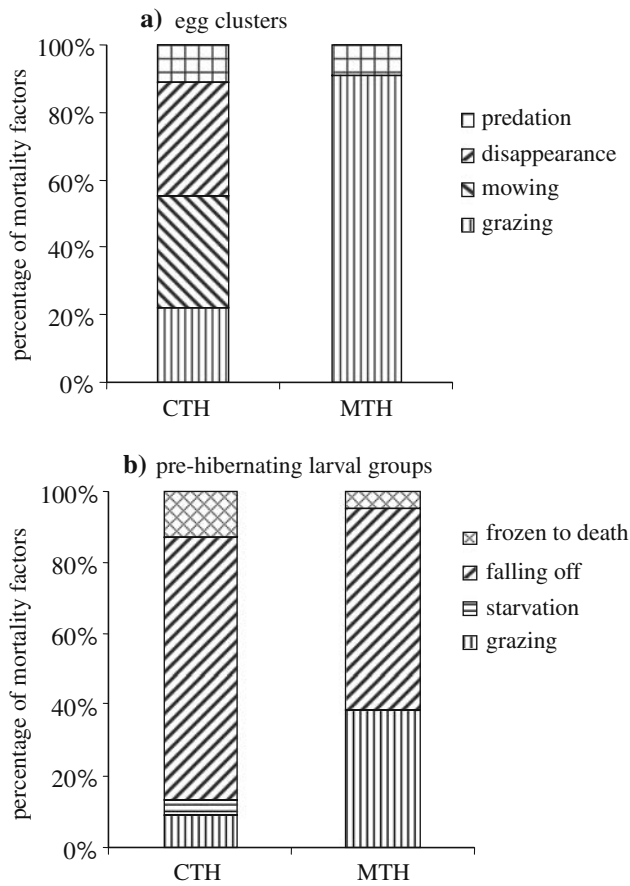 a) egg clusters
percentage of mortality factors
100%
80%
60%
40%
20%
0%
CTH
MTH
predation
disappearance
mowing
grazing
b) pre-hibernating larval groups
percentage of mortality factors
100%
80%
60%
40%
20%
0%
CTH
MTH
frozen to death
falling off
starvation
grazing